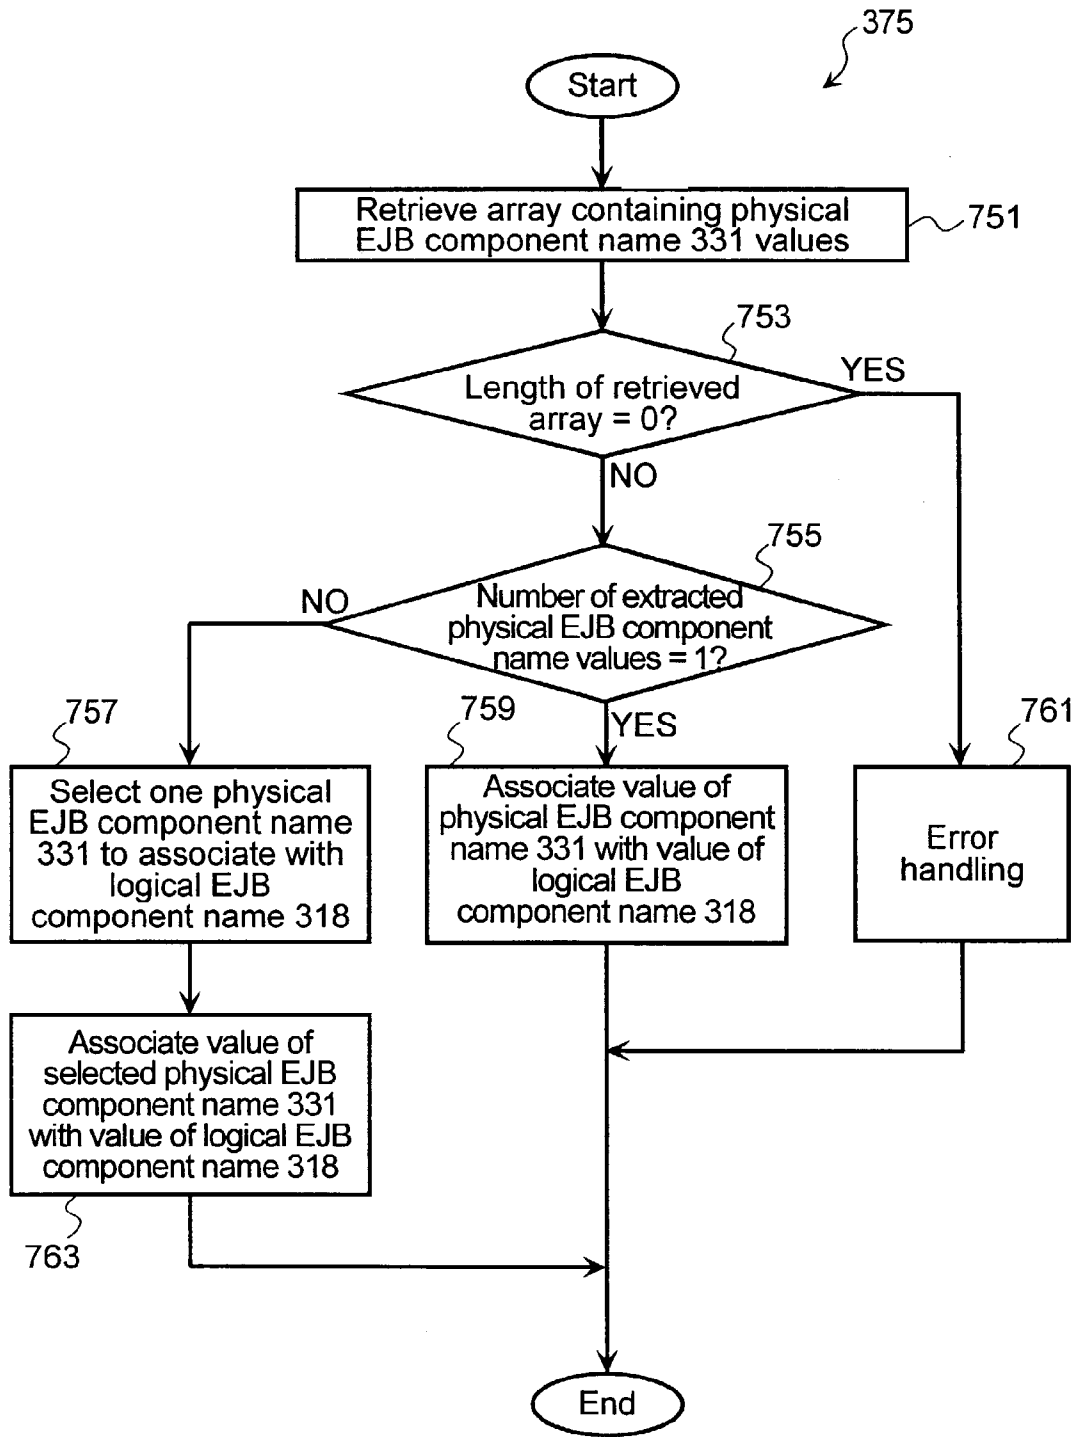 375
Start
Retrieve array containing physical
EJB component name 331 values
751
753
Length of retrieved
array = 0?
YES
NO
755
Number of extracted
physical EJB component
name values = 1?
NO
YES
757
Select one physical
EJB component name
331 to associate with
logical EJB
component name 318
759
Associate value of
physical EJB component
name 331 with value of
logical EJB
component name 318
761
Error
handling
Associate value of
selected physical EJB
component name 331
with value of logical EJB
component name 318
763
End